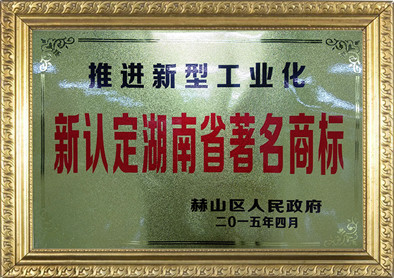 推进新型工业化
新认定湖南省著名商标
赫山区人民政府
二〇一五年四月